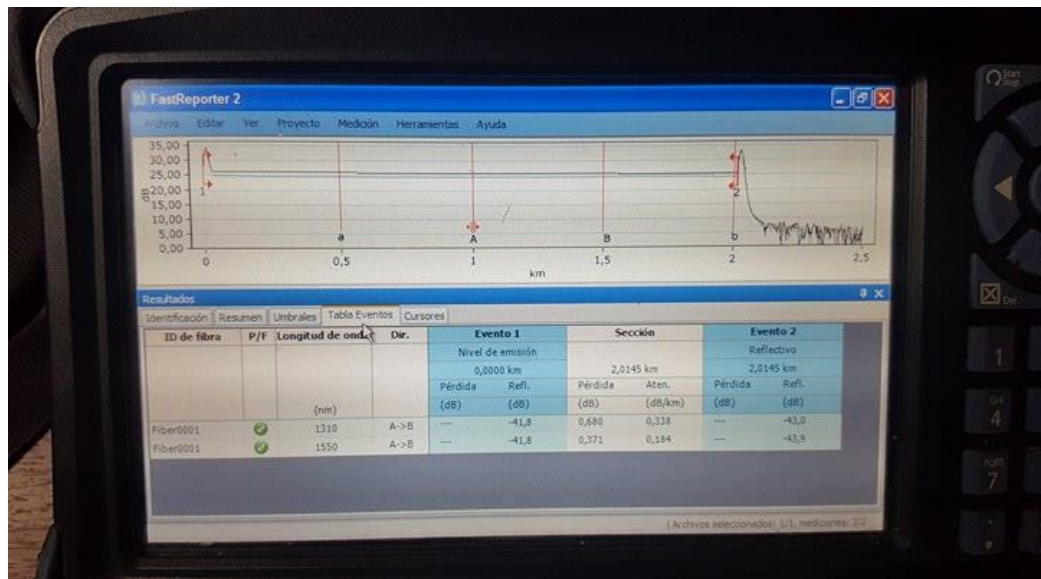 FastReporter 2
Archivo Editar Ver Proyecto Medición Herramientas Ayuda
35,00
30,00
25,00
20,00
15,00
10,00
5,00
0,00
dB
1 2
a A B b
0 0,5 1 1,5 2 2,5
km
Resultados
Identificación Resumen Umbrales Tabla Eventos Cursores
ID de fibra P/F Longitud de onda Dir. Evento 1 Sección Evento 2
Nivel de emisión Reflectivo
0,0000 km 2,0145 km 2,0145 km
Pérdida Refl. Pérdida Aten. Pérdida Refl.
(nm) (dB) (dB) (dB) (dB/km) (dB) (dB)
Fiber0001 1310 A->B --- -41,8 0,680 0,338 --- -43,0
Fiber0001 1550 A->B --- -41,8 0,371 0,184 --- -43,9
Archivos seleccionados: 1/1, mediciones: 2/2
Start
Stop
Del
1
4
7